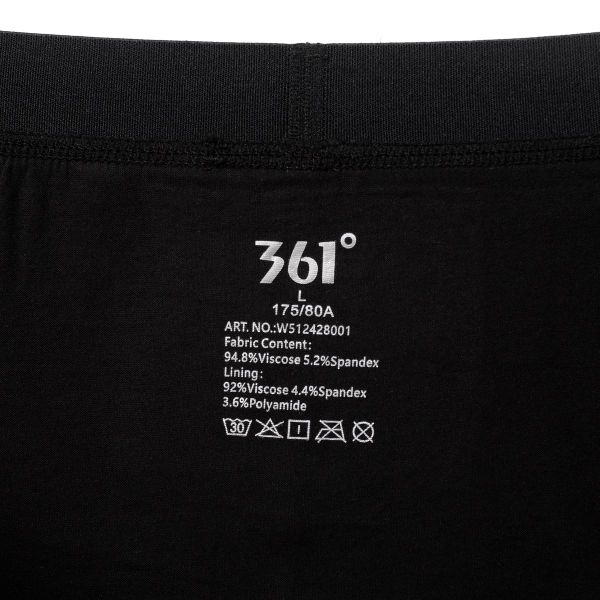 361°
L
175/80A
ART. NO.:W512428001
Fabric Content:
94.8%Viscose 5.2%Spandex
Lining:
92%Viscose 4.4%Spandex
3.6%Polyamide
30